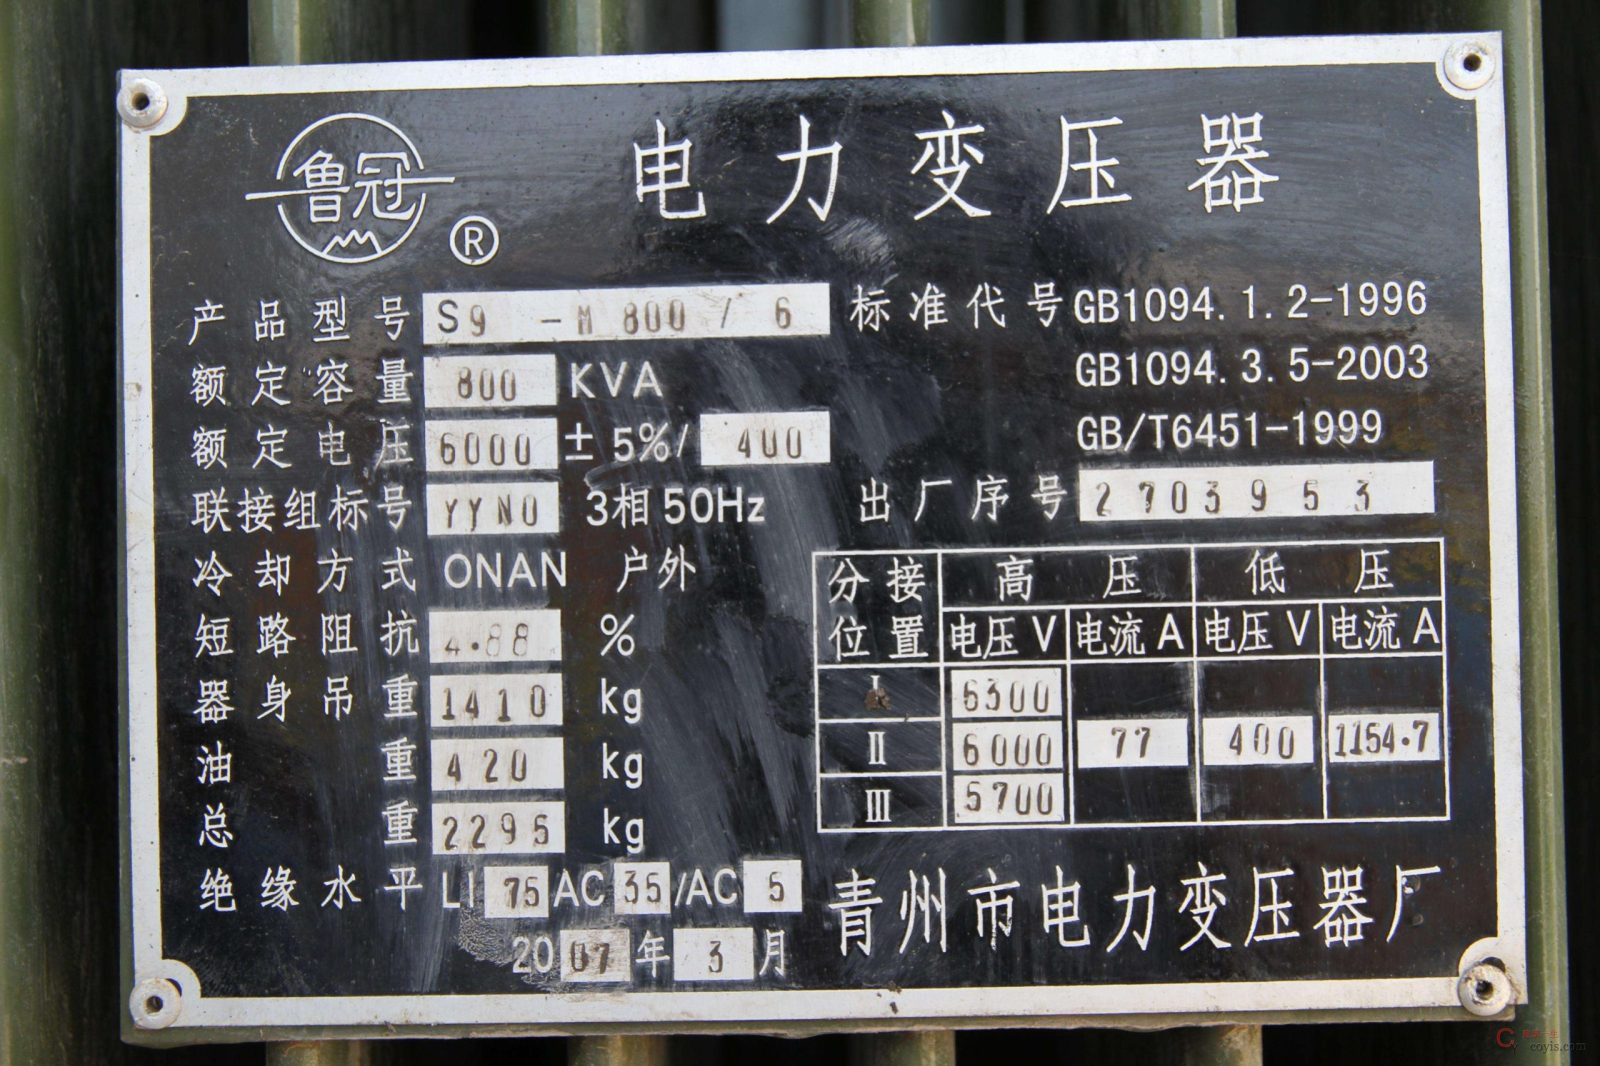 鲁冠
®
电力变压器
产品型号 S9 -M 800 / 6
额定容量 800 KVA
额定电压 6000 ±5%/ 400
联接组标号 YYN0 3相50Hz
冷却方式 ONAN 户外
短路阻抗 4.88 %
器身吊重 1410 kg
油重 420 kg
总重 2295 kg
绝缘水平 LI 75 AC 35 /AC 5
2007年 3月
标准代号 GB1094.1.2-1996
GB1094.3.5-2003
GB/T6451-1999
出厂序号 2703953
分接位置 高压 低压
电压V 电流A 电压V 电流A
I 6300
II 6000 77 400 1154.7
III 5700
青州市电力变压器厂
coyis.com